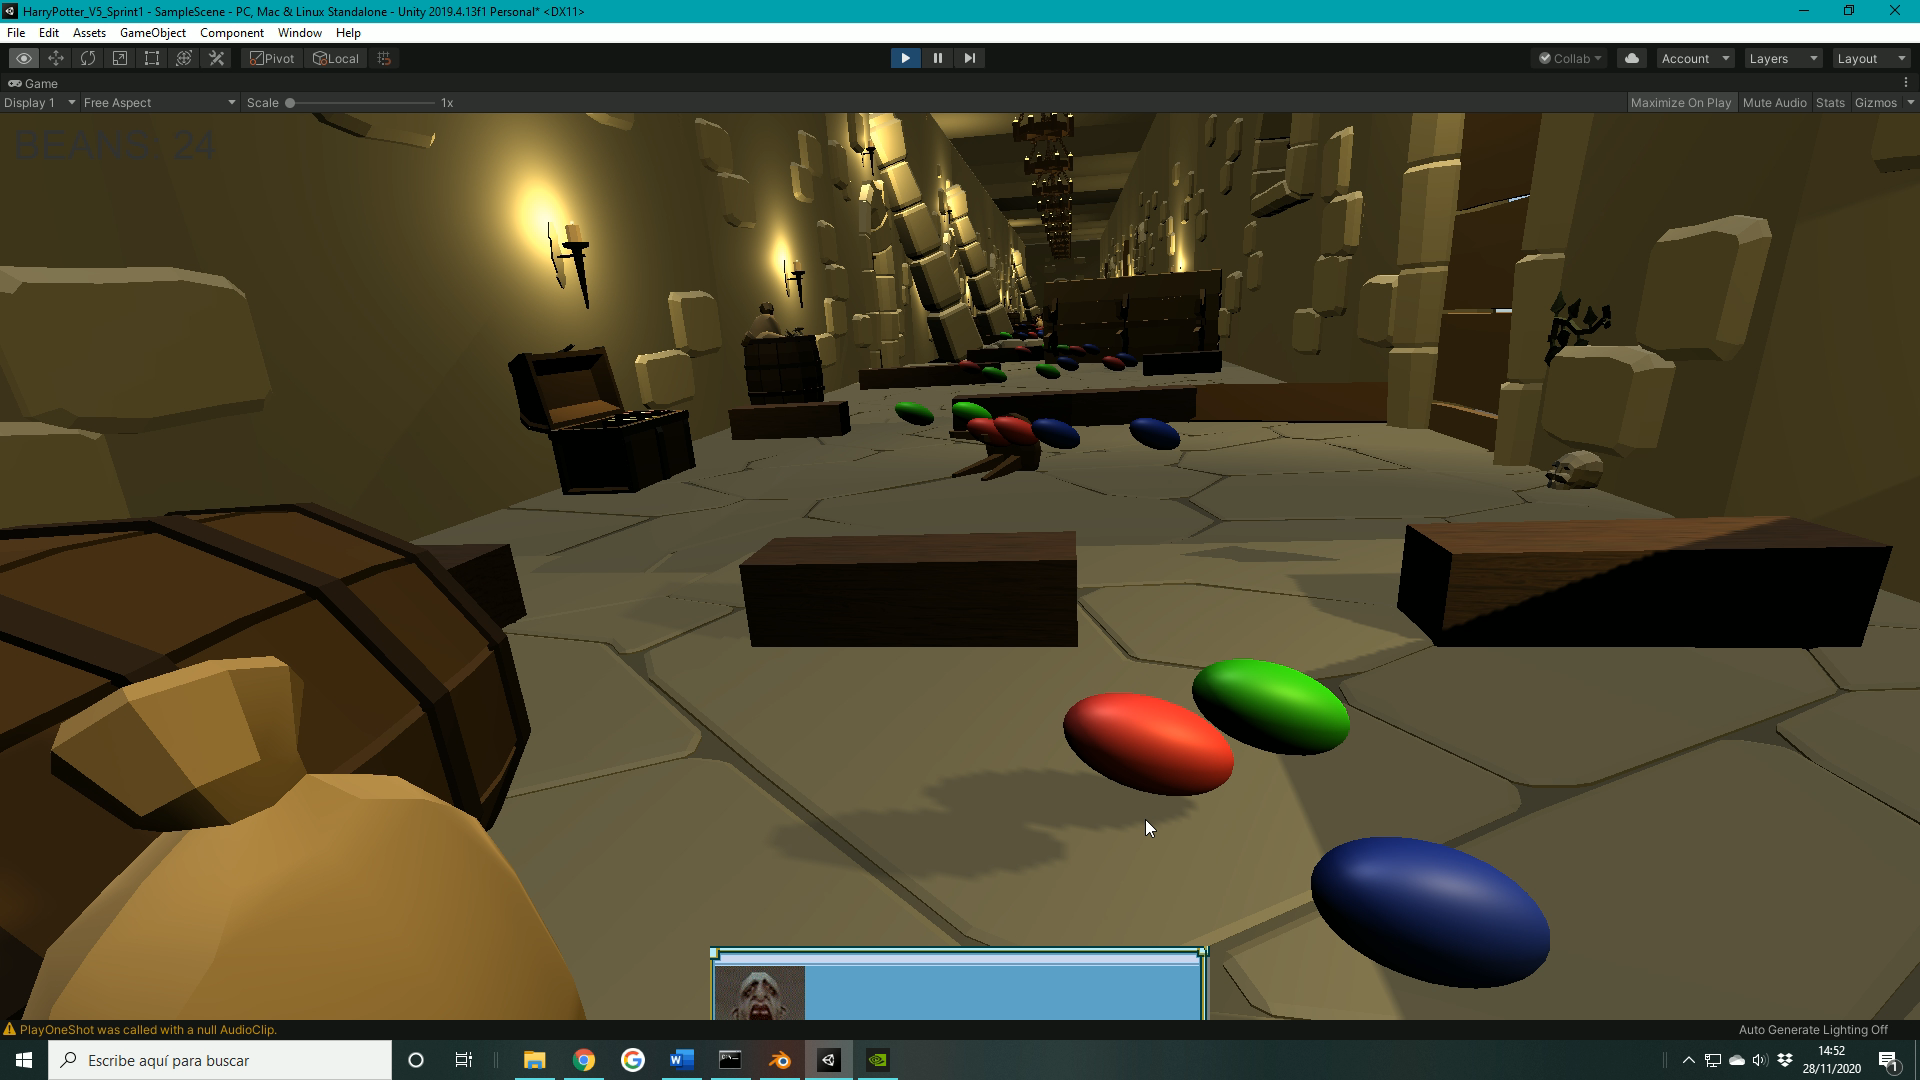 HarryPotter_V5_Sprint1 - SampleScene - PC, Mac & Linux Standalone - Unity 2019.4.13f1 Personal* <DX11>
File Edit Assets GameObject Component Window Help
Pivot Local Collab Account Layers Layout
Game
Display 1 Free Aspect Scale 1x Maximize On Play Mute Audio Stats Gizmos
BEANS: 24
PlayOneShot was called with a null AudioClip.
Auto Generate Lighting Off
Escribe aquí para buscar
14:52
28/11/2020
1